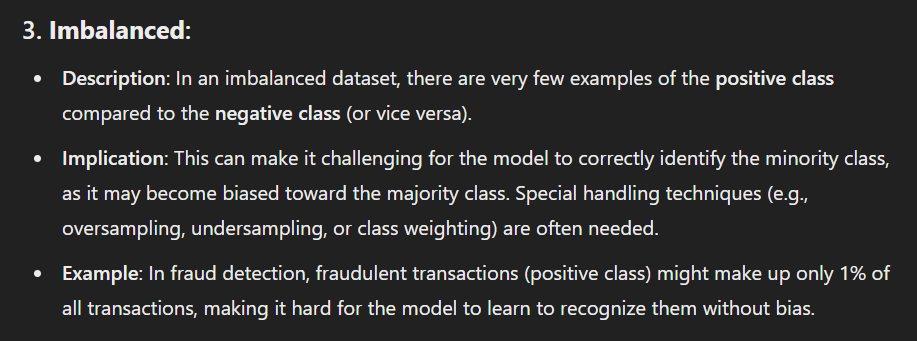 3. Imbalanced:
• Description: In an imbalanced dataset, there are very few examples of the positive class
compared to the negative class (or vice versa).
• Implication: This can make it challenging for the model to correctly identify the minority class,
as it may become biased toward the majority class. Special handling techniques (e.g.,
oversampling, undersampling, or class weighting) are often needed.
• Example: In fraud detection, fraudulent transactions (positive class) might make up only 1% of
all transactions, making it hard for the model to learn to recognize them without bias.